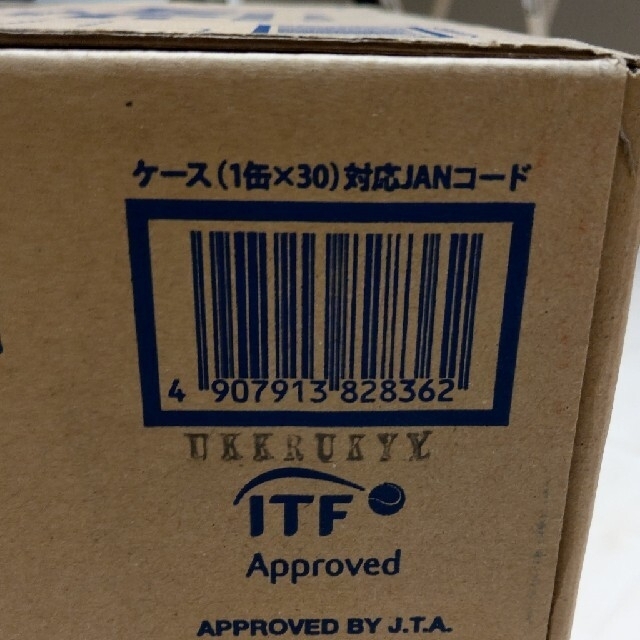 ケース(1缶×30)対応JANコード
4 907913 828362
UKKRUKYY
ITF
Approved
APPROVED BY J.T.A.